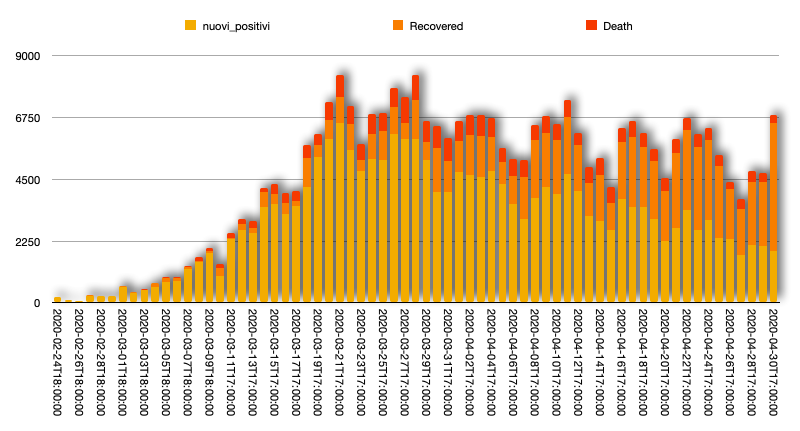 nuovi_positivi Recovered Death
9000
6750
4500
2250
0
2020-02-24T18:00:00
2020-02-26T18:00:00
2020-02-28T18:00:00
2020-03-01T18:00:00
2020-03-03T18:00:00
2020-03-05T18:00:00
2020-03-07T18:00:00
2020-03-09T18:00:00
2020-03-11T17:00:00
2020-03-13T17:00:00
2020-03-15T17:00:00
2020-03-17T17:00:00
2020-03-19T17:00:00
2020-03-21T17:00:00
2020-03-23T17:00:00
2020-03-25T17:00:00
2020-03-27T17:00:00
2020-03-29T17:00:00
2020-03-31T17:00:00
2020-04-02T17:00:00
2020-04-04T17:00:00
2020-04-06T17:00:00
2020-04-08T17:00:00
2020-04-10T17:00:00
2020-04-12T17:00:00
2020-04-14T17:00:00
2020-04-16T17:00:00
2020-04-18T17:00:00
2020-04-20T17:00:00
2020-04-22T17:00:00
2020-04-24T17:00:00
2020-04-26T17:00:00
2020-04-28T17:00:00
2020-04-30T17:00:00